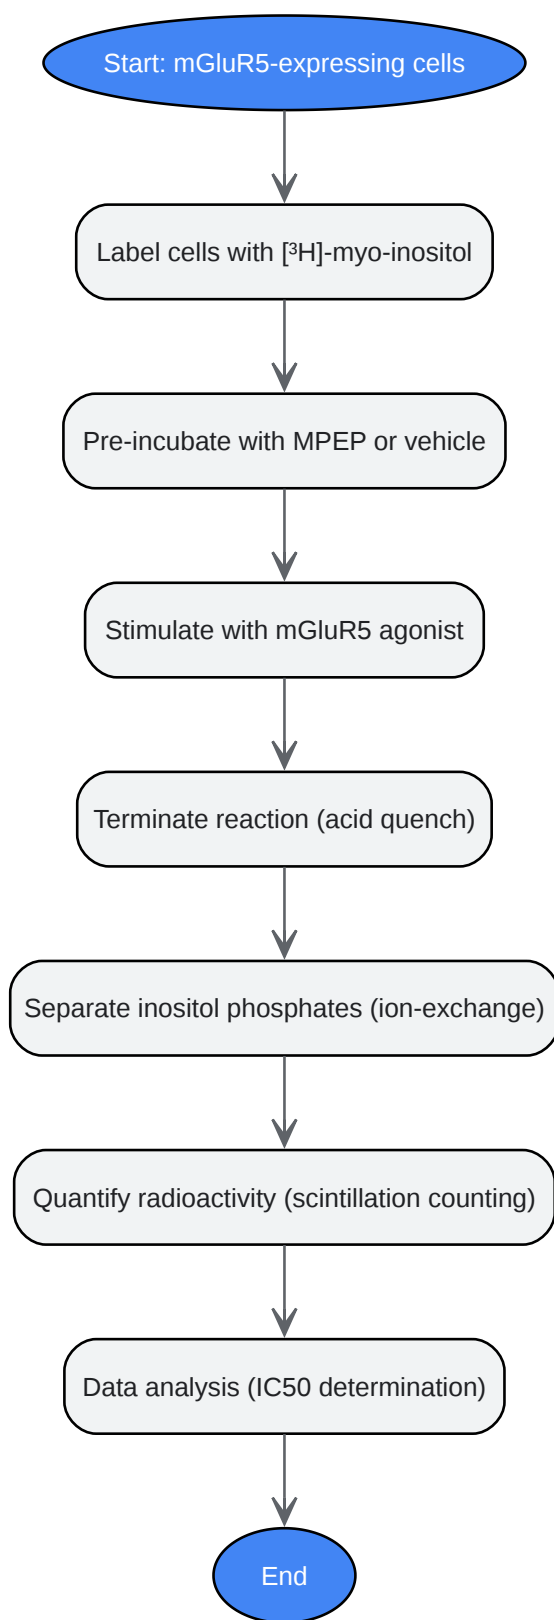 Start: mGluR5-expressing cells
Label cells with [³H]-myo-inositol
Pre-incubate with MPEP or vehicle
Stimulate with mGluR5 agonist
Terminate reaction (acid quench)
Separate inositol phosphates (ion-exchange)
Quantify radioactivity (scintillation counting)
Data analysis (IC50 determination)
End